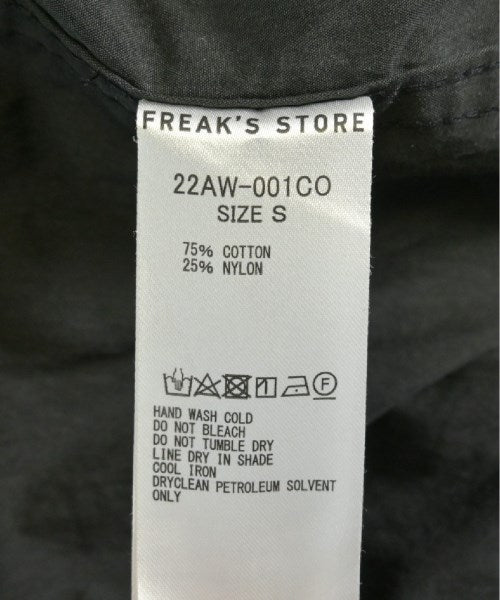 FREAK'S STORE
22AW-001CO
SIZE S
75% COTTON
25% NYLON
F
HAND WASH COLD
DO NOT BLEACH
DO NOT TUMBLE DRY
LINE DRY IN SHADE
COOL IRON
DRYCLEAN PETROLEUM SOLVENT
ONLY